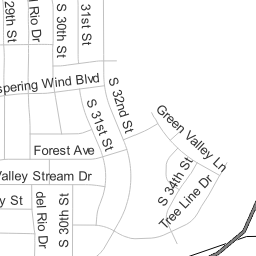 29th St
l Rio Dr
S 30th St
31st St
spering Wind Blvd
S 31st St
S 32nd St
Green Valley Ln
Forest Ave
Valley Stream Dr
S 34th St
Tree Line Dr
y St
del Rio Dr
S 30th St